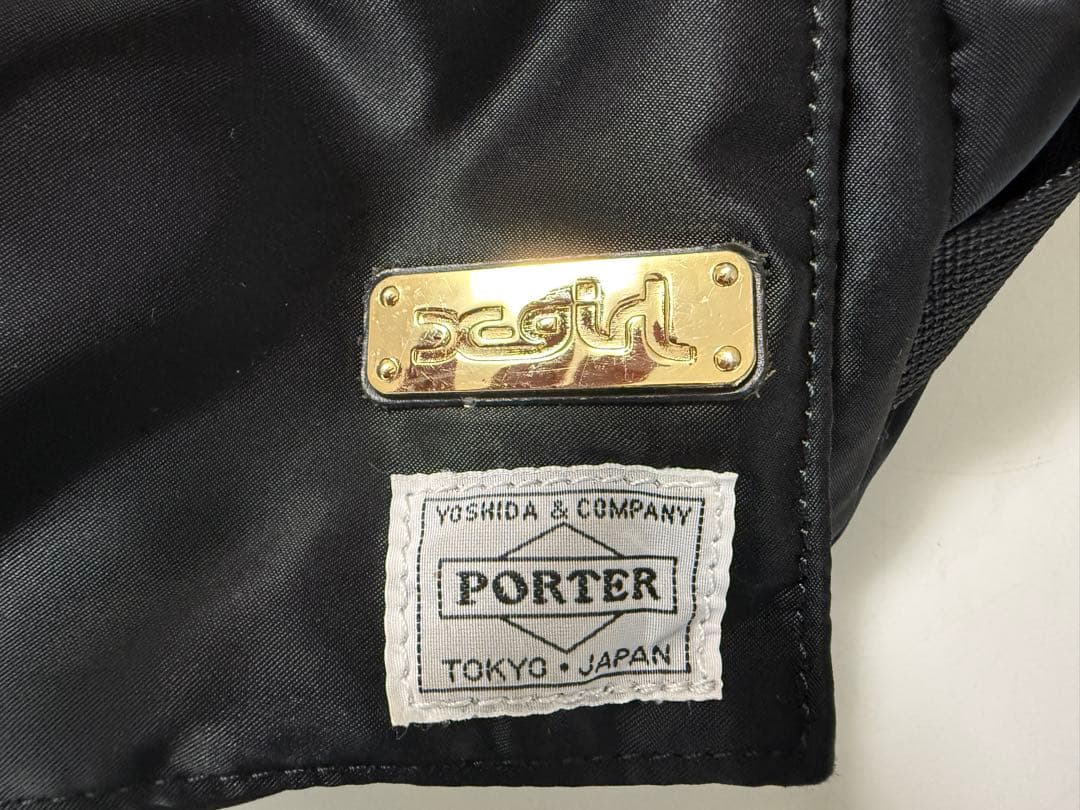 x-girl
YOSHIDA & COMPANY
PORTER
TOKYO • JAPAN